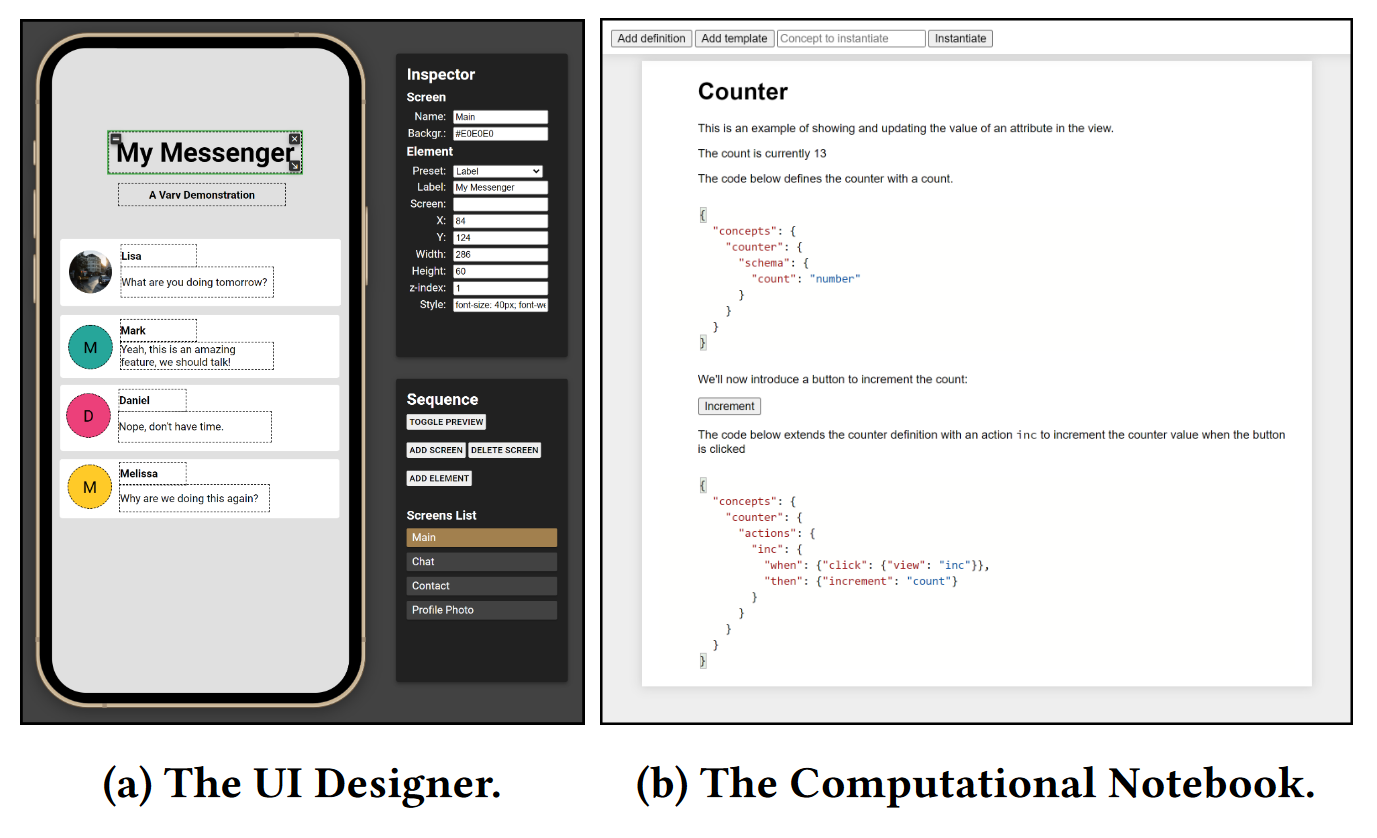 My Messenger
A Varv Demonstration
Lisa
What are you doing tomorrow?
M
Mark
Yeah, this is an amazing
feature, we should talk!
D
Daniel
Nope, don't have time.
M
Melissa
Why are we doing this again?
Inspector
Screen
Name: Main
Backgr.: #E0E0E0
Element
Preset: Label
Label: My Messenger
Screen:
X: 84
Y: 124
Width: 286
Height: 60
z-index: 1
Style: font-size: 40px; font-we
Sequence
TOGGLE PREVIEW
ADD SCREEN DELETE SCREEN
ADD ELEMENT
Screens List
Main
Chat
Contact
Profile Photo
(a) The UI Designer.
Add definition Add template Concept to instantiate Instantiate
Counter
This is an example of showing and updating the value of an attribute in the view.
The count is currently 13
The code below defines the counter with a count.
{
"concepts": {
"counter": {
"schema": {
"count": "number"
}
}
}
}
We'll now introduce a button to increment the count:
Increment
The code below extends the counter definition with an action inc to increment the counter value when the button
is clicked
{
"concepts": {
"counter": {
"actions": {
"inc": {
"when": {"click": {"view": "inc"}},
"then": {"increment": "count"}
}
}
}
}
}
(b) The Computational Notebook.